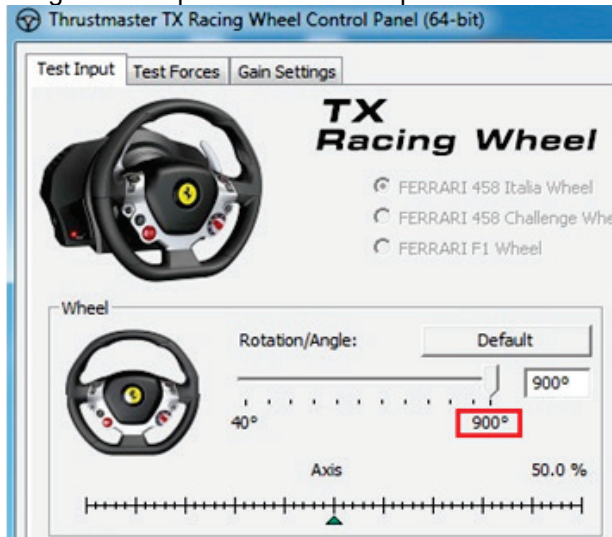 Thrustmaster TX Racing Wheel Control Panel (64-bit)
Test Input Test Forces Gain Settings
TX
Racing Wheel
FERRARI 458 Italia Wheel
FERRARI 458 Challenge Whe
FERRARI F1 Wheel
Wheel
Rotation/Angle: Default
900°
40° 900°
Axis 50.0 %